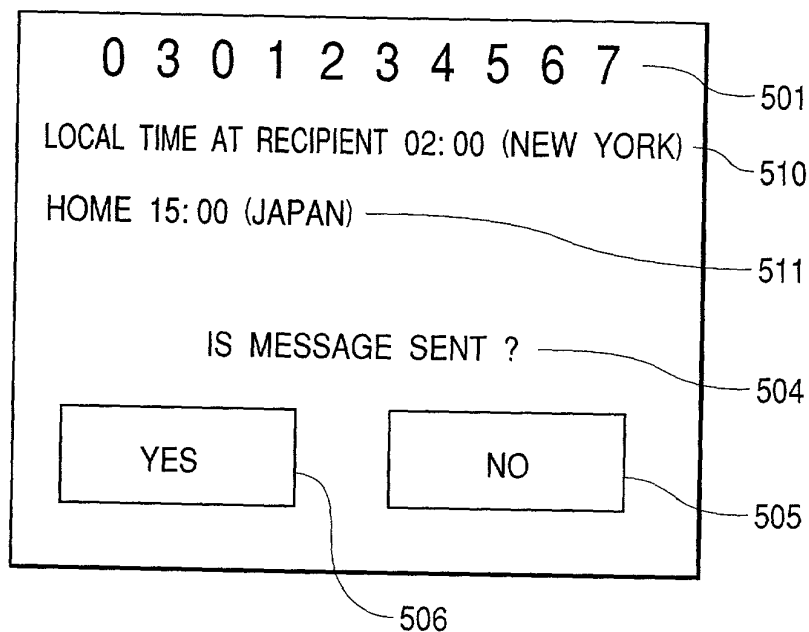 0 3 0 1 2 3 4 5 6 7
501
LOCAL TIME AT RECIPIENT 02:00 (NEW YORK)
510
HOME 15:00 (JAPAN)
511
IS MESSAGE SENT ?
504
YES
NO
505
506